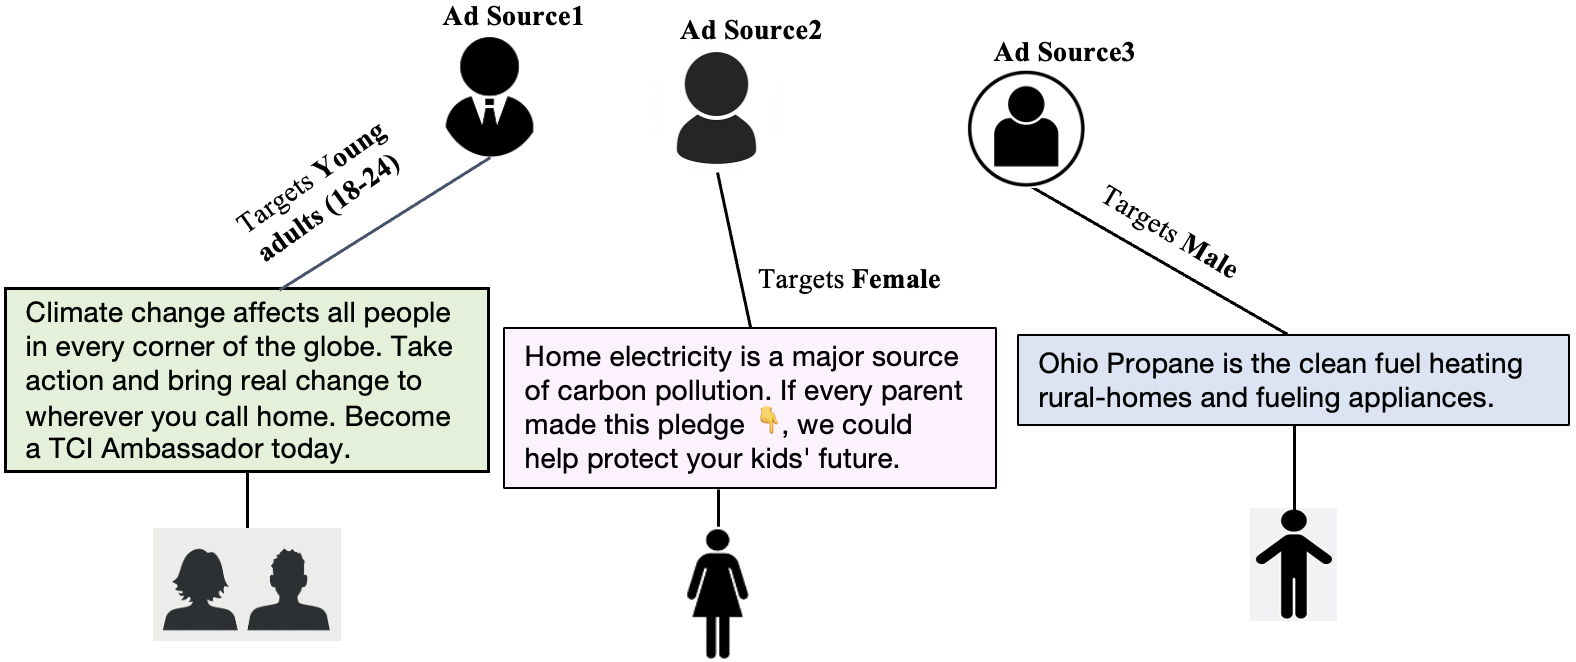 Ad Source1
Targets Young
adults (18-24)
Climate change affects all people
in every corner of the globe. Take
action and bring real change to
wherever you call home. Become
a TCI Ambassador today.
Ad Source2
Targets Female
Home electricity is a major source
of carbon pollution. If every parent
made this pledge 👇, we could
help protect your kids' future.
Ad Source3
Targets Male
Ohio Propane is the clean fuel heating
rural-homes and fueling appliances.